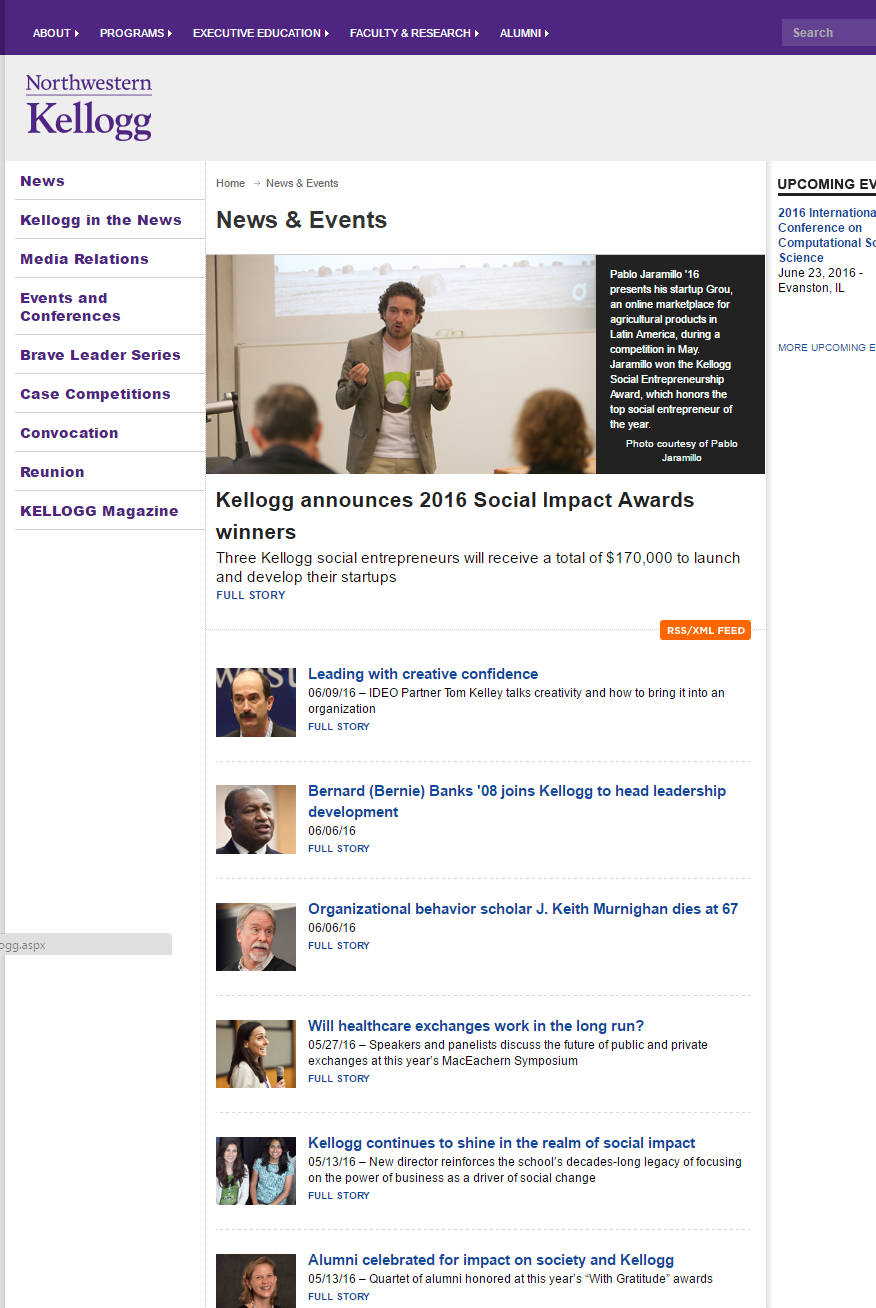 ABOUT PROGRAMS EXECUTIVE EDUCATION FACULTY & RESEARCH ALUMNI Search
Northwestern
Kellogg
News
Kellogg in the News
Media Relations
Events and
Conferences
Brave Leader Series
Case Competitions
Convocation
Reunion
KELLOGG Magazine
Home → News & Events
News & Events
Pablo Jaramillo '16
presents his startup Grou,
an online marketplace for
agricultural products in
Latin America, during a
competition in May.
Jaramillo won the Kellogg
Social Entrepreneurship
Award, which honors the
top social entrepreneur of
the year.
Photo courtesy of Pablo
Jaramillo
Kellogg announces 2016 Social Impact Awards
winners
Three Kellogg social entrepreneurs will receive a total of $170,000 to launch
and develop their startups
FULL STORY
RSS/XML FEED
Leading with creative confidence
06/09/16 – IDEO Partner Tom Kelley talks creativity and how to bring it into an
organization
FULL STORY
Bernard (Bernie) Banks '08 joins Kellogg to head leadership
development
06/06/16
FULL STORY
Organizational behavior scholar J. Keith Murnighan dies at 67
06/06/16
FULL STORY
Will healthcare exchanges work in the long run?
05/27/16 – Speakers and panelists discuss the future of public and private
exchanges at this year’s MacEachern Symposium
FULL STORY
Kellogg continues to shine in the realm of social impact
05/13/16 – New director reinforces the school’s decades-long legacy of focusing
on the power of business as a driver of social change
FULL STORY
Alumni celebrated for impact on society and Kellogg
05/13/16 – Quartet of alumni honored at this year’s “With Gratitude” awards
FULL STORY
UPCOMING EV
2016 Internationa
Conference on
Computational So
Science
June 23, 2016 -
Evanston, IL
MORE UPCOMING E
ogg.aspx